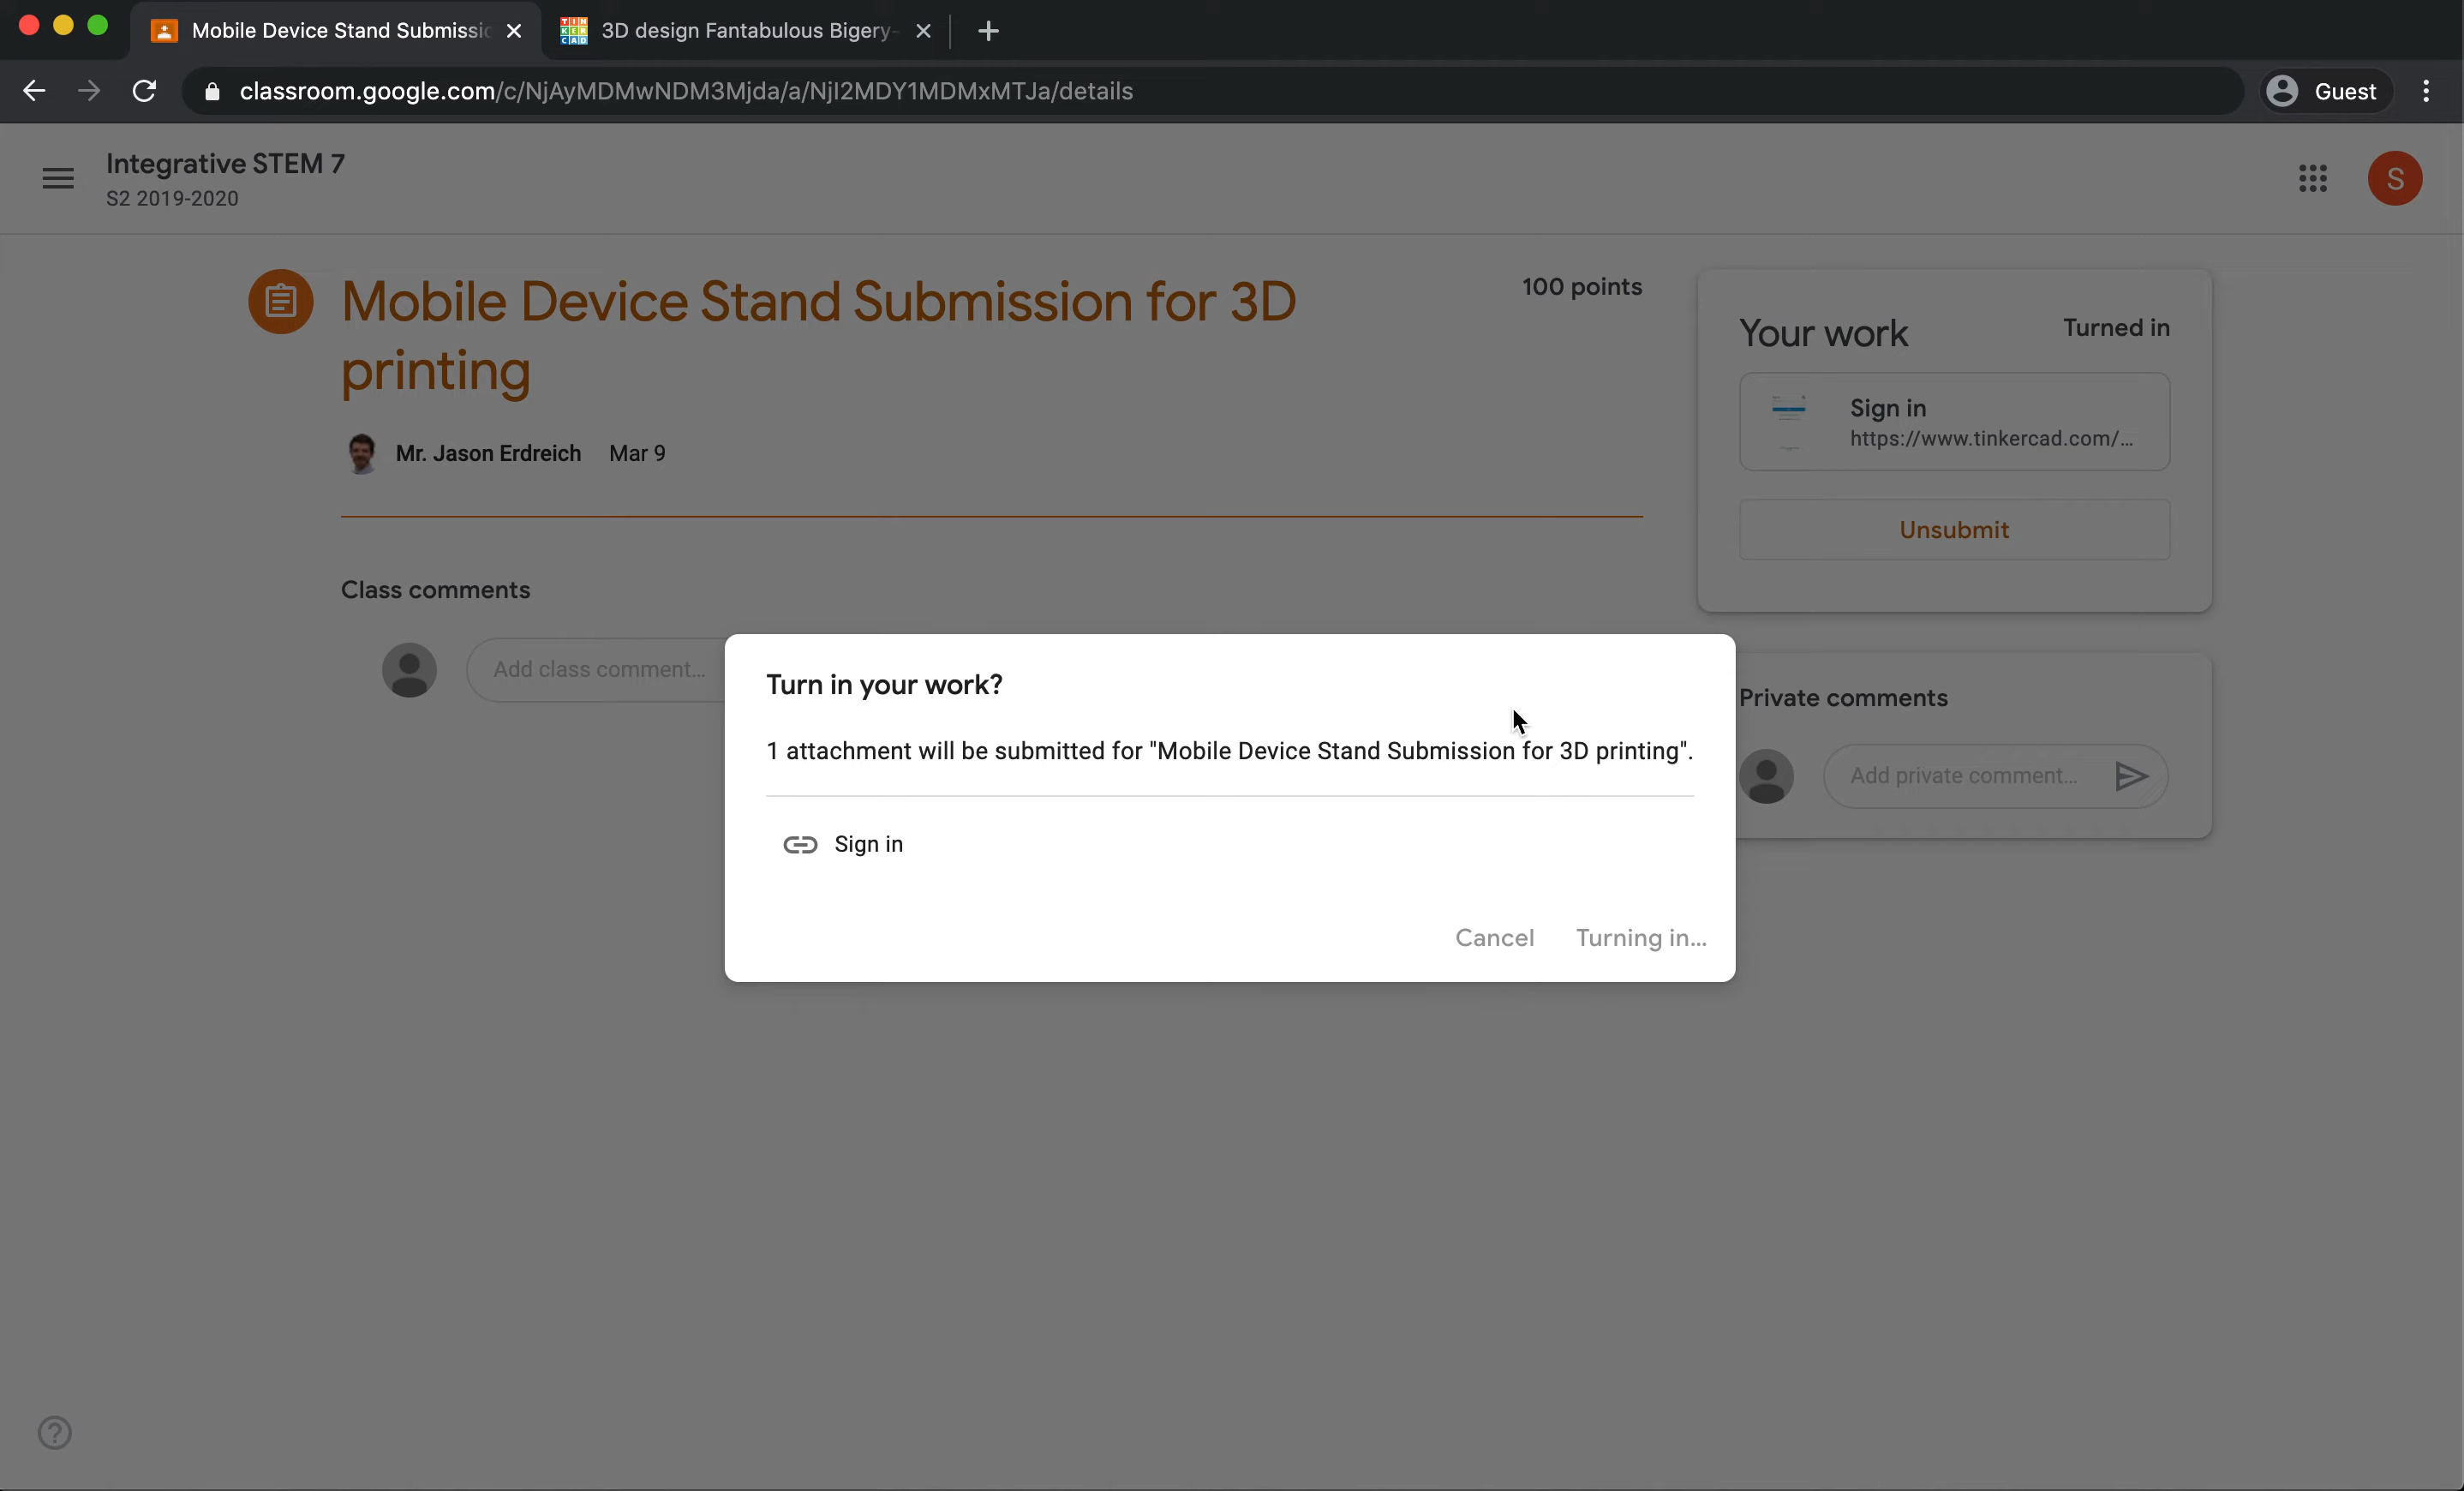 Mobile Device Stand Submissic
3D design Fantabulous Bigery-
classroom.google.com/c/NjAyMDMwNDM3Mjda/a/NjI2MDY1MDMxMTJa/details
Guest
Integrative STEM 7
S2 2019-2020
S
Mobile Device Stand Submission for 3D
printing
100 points
Mr. Jason Erdreich Mar 9
Your work
Turned in
Sign in
https://www.tinkercad.com/...
Unsubmit
Class comments
Add class comment...
Private comments
Add private comment...
Turn in your work?
1 attachment will be submitted for "Mobile Device Stand Submission for 3D printing".
Sign in
Cancel
Turning in...